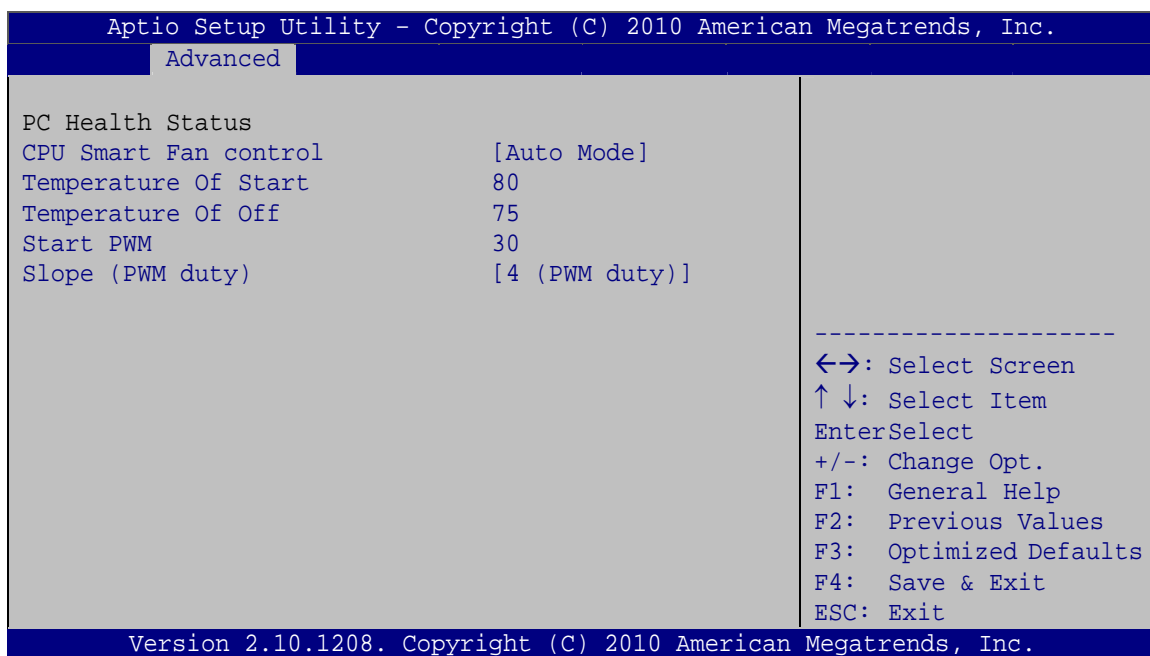 Aptio Setup Utility – Copyright (C) 2010 American Megatrends, Inc.
Advanced
PC Health Status
CPU Smart Fan control [Auto Mode]
Temperature Of Start 80
Temperature Of Off 75
Start PWM 30
Slope (PWM duty) [4 (PWM duty)]
---------------------
←→: Select Screen
↑ ↓: Select Item
EnterSelect
+/-: Change Opt.
F1: General Help
F2: Previous Values
F3: Optimized Defaults
F4: Save & Exit
ESC: Exit
Version 2.10.1208. Copyright (C) 2010 American Megatrends, Inc.